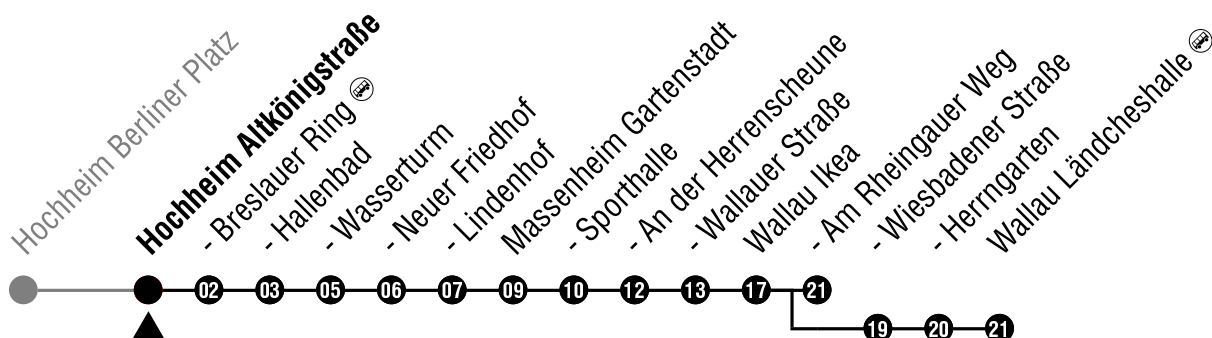 Hochheim Berliner Platz
Hochheim Altkönigstraße
- Breslauer Ring
- Hallenbad
- Wasserturm
- Neuer Friedhof
- Lindenhof
Massenheim Gartenstadt
- Sporthalle
- An der Herrenscheune
- Wallauer Straße
Wallau Ikea
- Am Rheingauer Weg
- Wiesbadener Straße
- Herrngarten
Wallau Ländcheshalle
02 03 05 06 07 09 10 12 13 17 21
19 20 21